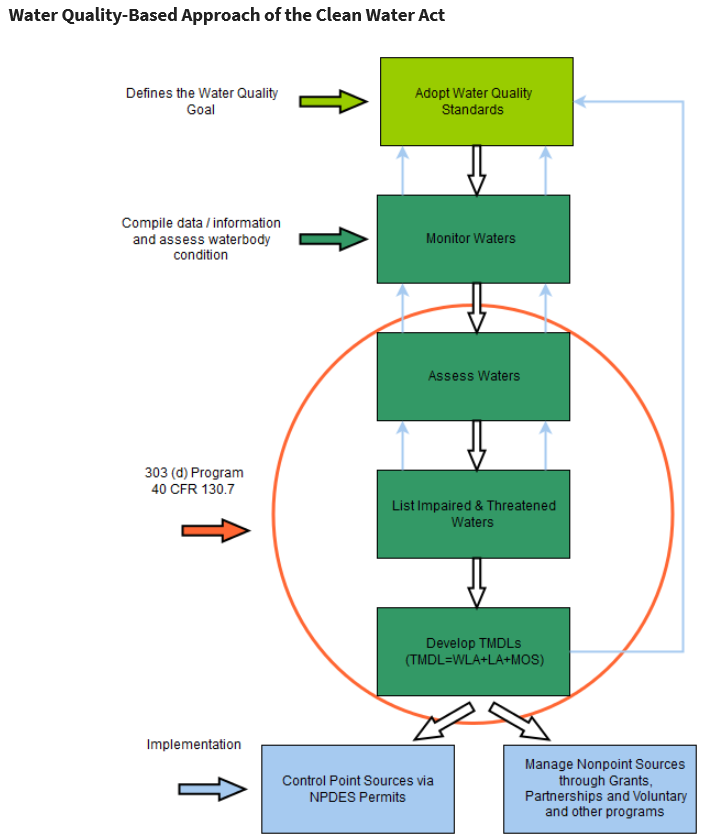 Water Quality-Based Approach of the Clean Water Act
Defines the Water Quality
Goal
Adopt Water Quality
Standards
Compile data / information
and assess waterbody
condition
Monitor Waters
Assess Waters
303 (d) Program
40 CFR 130.7
List Impaired & Threatened
Waters
Develop TMDLs
(TMDL=WLA+LA+MOS)
Implementation
Control Point Sources via
NPDES Permits
Manage Nonpoint Sources
through Grants,
Partnerships and Voluntary
and other programs